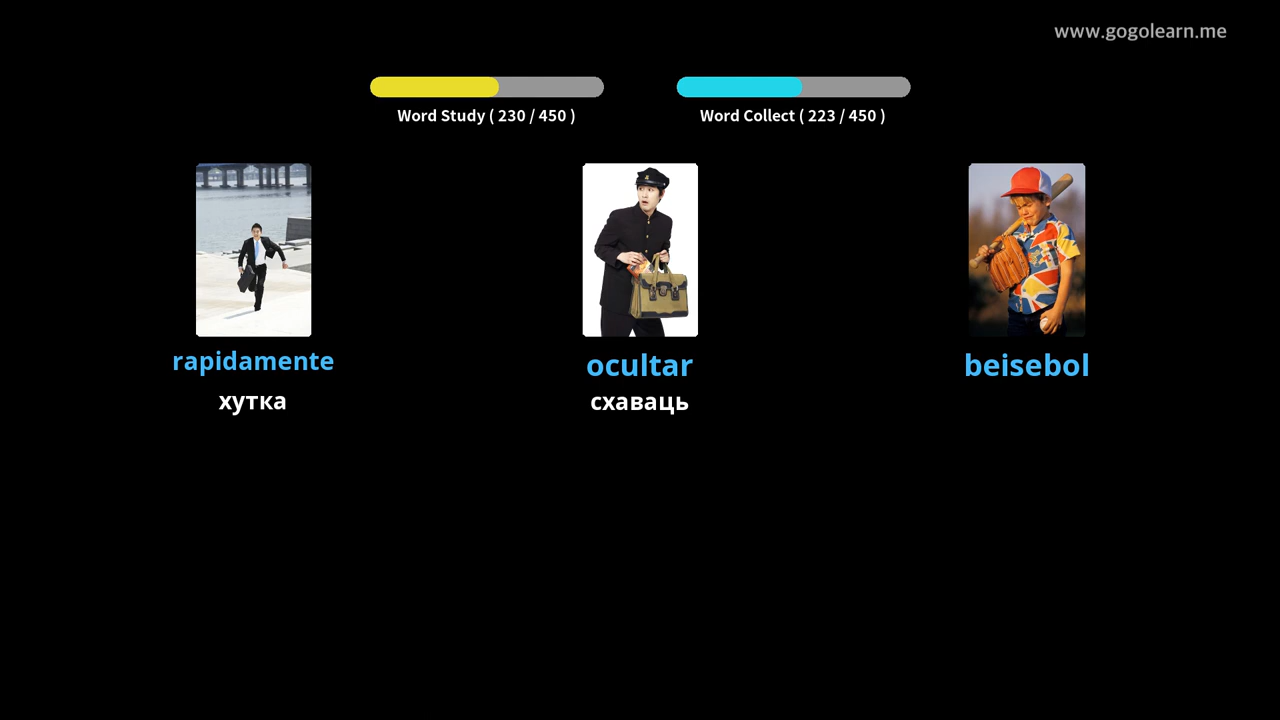 www.gogolearn.me
Word Study ( 230 / 450 )
Word Collect ( 223 / 450 )
rapidamente
хутка
ocultar
схаваць
beisebol